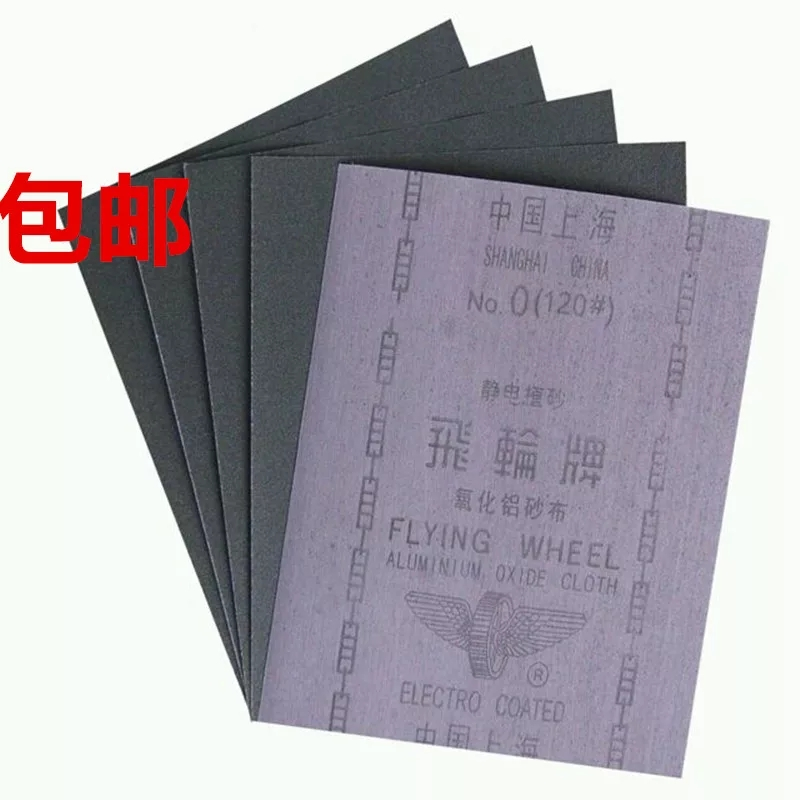 包邮
中国上海
SHANGHAI CHINA
No. 0(120#)
静电植砂
飛輪牌
氧化铝砂布
FLYING WHEEL
ALUMINIUM OXIDE CLOTH
®
ELECTRO COATED
中国上海